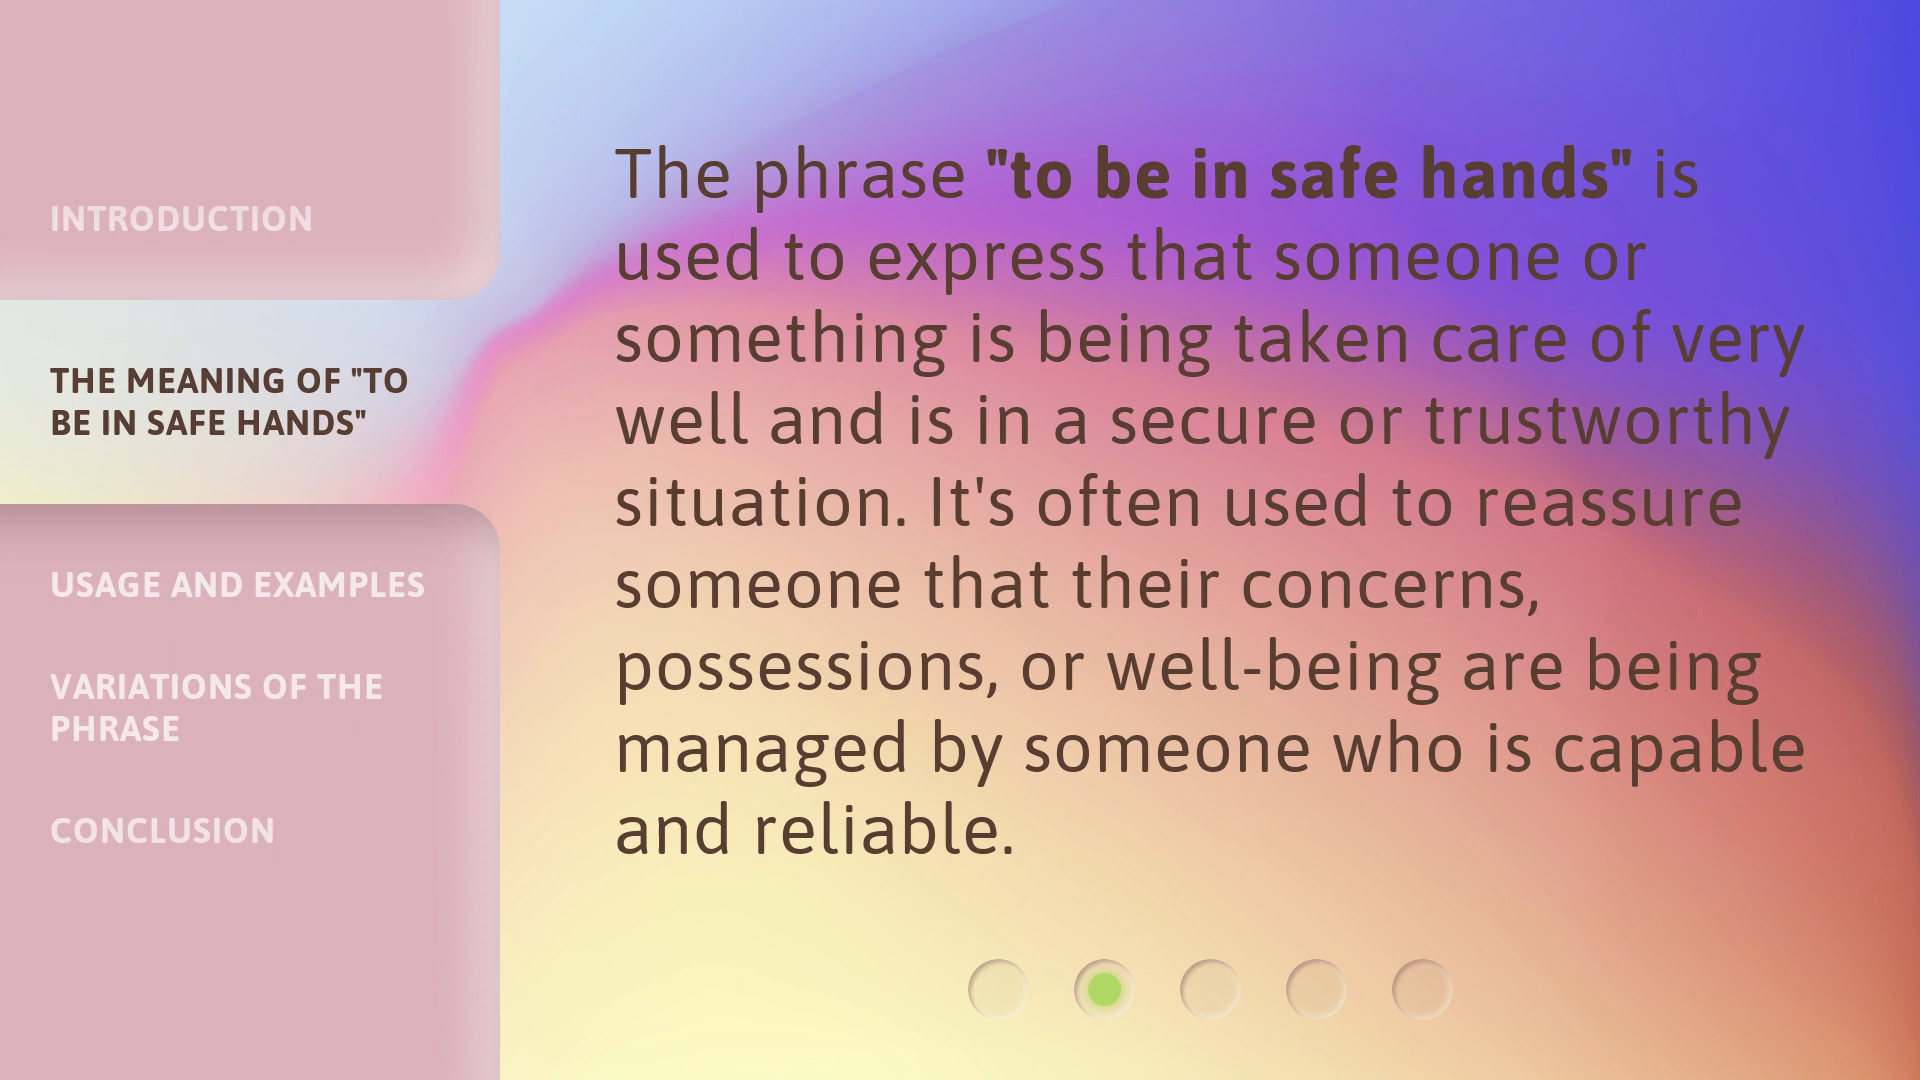 INTRODUCTION
THE MEANING OF "TO
BE IN SAFE HANDS"
USAGE AND EXAMPLES
VARIATIONS OF THE
PHRASE
CONCLUSION
The phrase "to be in safe hands" is
used to express that someone or
something is being taken care of very
well and is in a secure or trustworthy
situation. It's often used to reassure
someone that their concerns,
possessions, or well-being are being
managed by someone who is capable
and reliable.